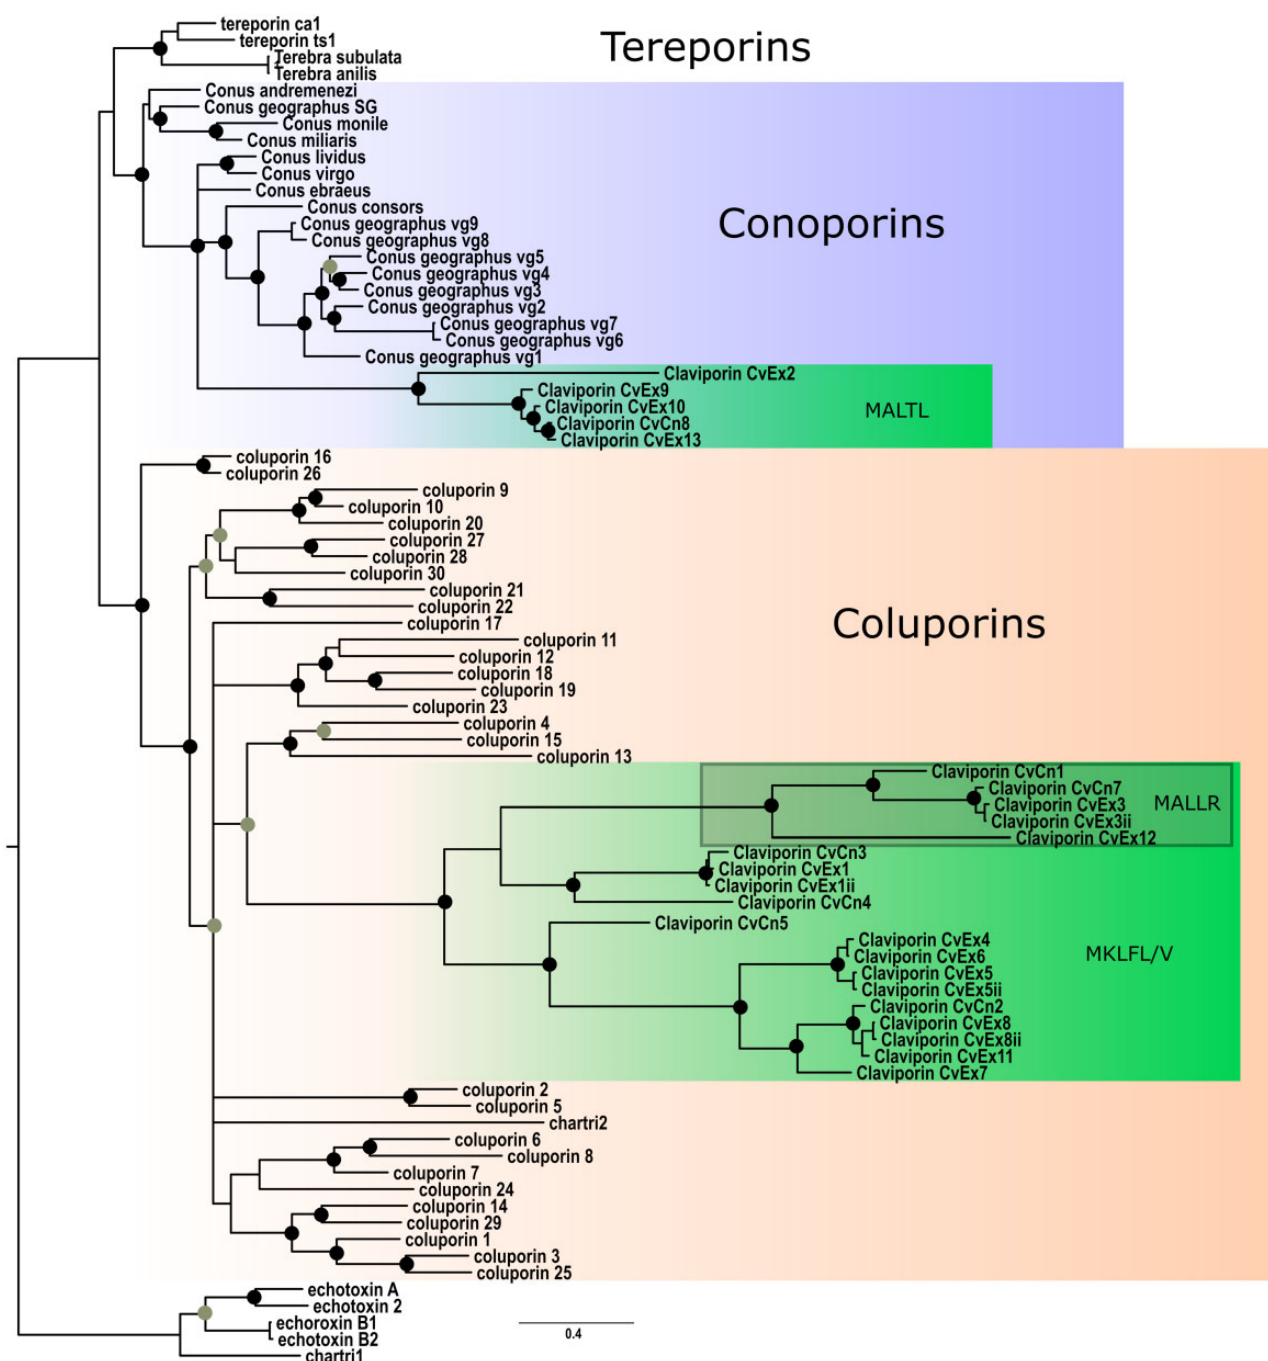 tereporin ca1
tereporin ts1
Terebra subulata
Terebra anilis
Tereporins
Conus andremenezi
Conus geographus SG
Conus monile
Conus miliaris
Conus lividus
Conus virgo
Conus ebraeus
Conus consors
Conus geographus vg9
Conus geographus vg8
Conus geographus vg5
Conus geographus vg4
Conus geographus vg3
Conus geographus vg2
Conus geographus vg7
Conus geographus vg6
Conus geographus vg1
Conoporins
Claviporin CvEx2
Claviporin CvEx9
Claviporin CvEx10
Claviporin CvCn8
Claviporin CvEx13
MALTL
coluporin 16
coluporin 26
coluporin 9
coluporin 10
coluporin 20
coluporin 27
coluporin 28
coluporin 30
coluporin 21
coluporin 22
coluporin 17
Coluporins
coluporin 11
coluporin 12
coluporin 18
coluporin 19
coluporin 23
coluporin 4
coluporin 15
coluporin 13
Claviporin CvCn1
Claviporin CvCn7
Claviporin CvEx3
Claviporin CvEx3ii
Claviporin CvEx12
MALLR
Claviporin CvCn3
Claviporin CvEx1
Claviporin CvEx1ii
Claviporin CvCn4
Claviporin CvCn5
Claviporin CvEx4
Claviporin CvEx6
Claviporin CvEx5
Claviporin CvEx5ii
Claviporin CvCn2
Claviporin CvEx8
Claviporin CvEx8ii
Claviporin CvEx11
Claviporin CvEx7
MKLFL/V
coluporin 2
coluporin 5
chartri2
coluporin 6
coluporin 8
coluporin 7
coluporin 24
coluporin 14
coluporin 29
coluporin 1
coluporin 3
coluporin 25
echotoxin A
echotoxin 2
echoroxin B1
echotoxin B2
chartri1
0.4